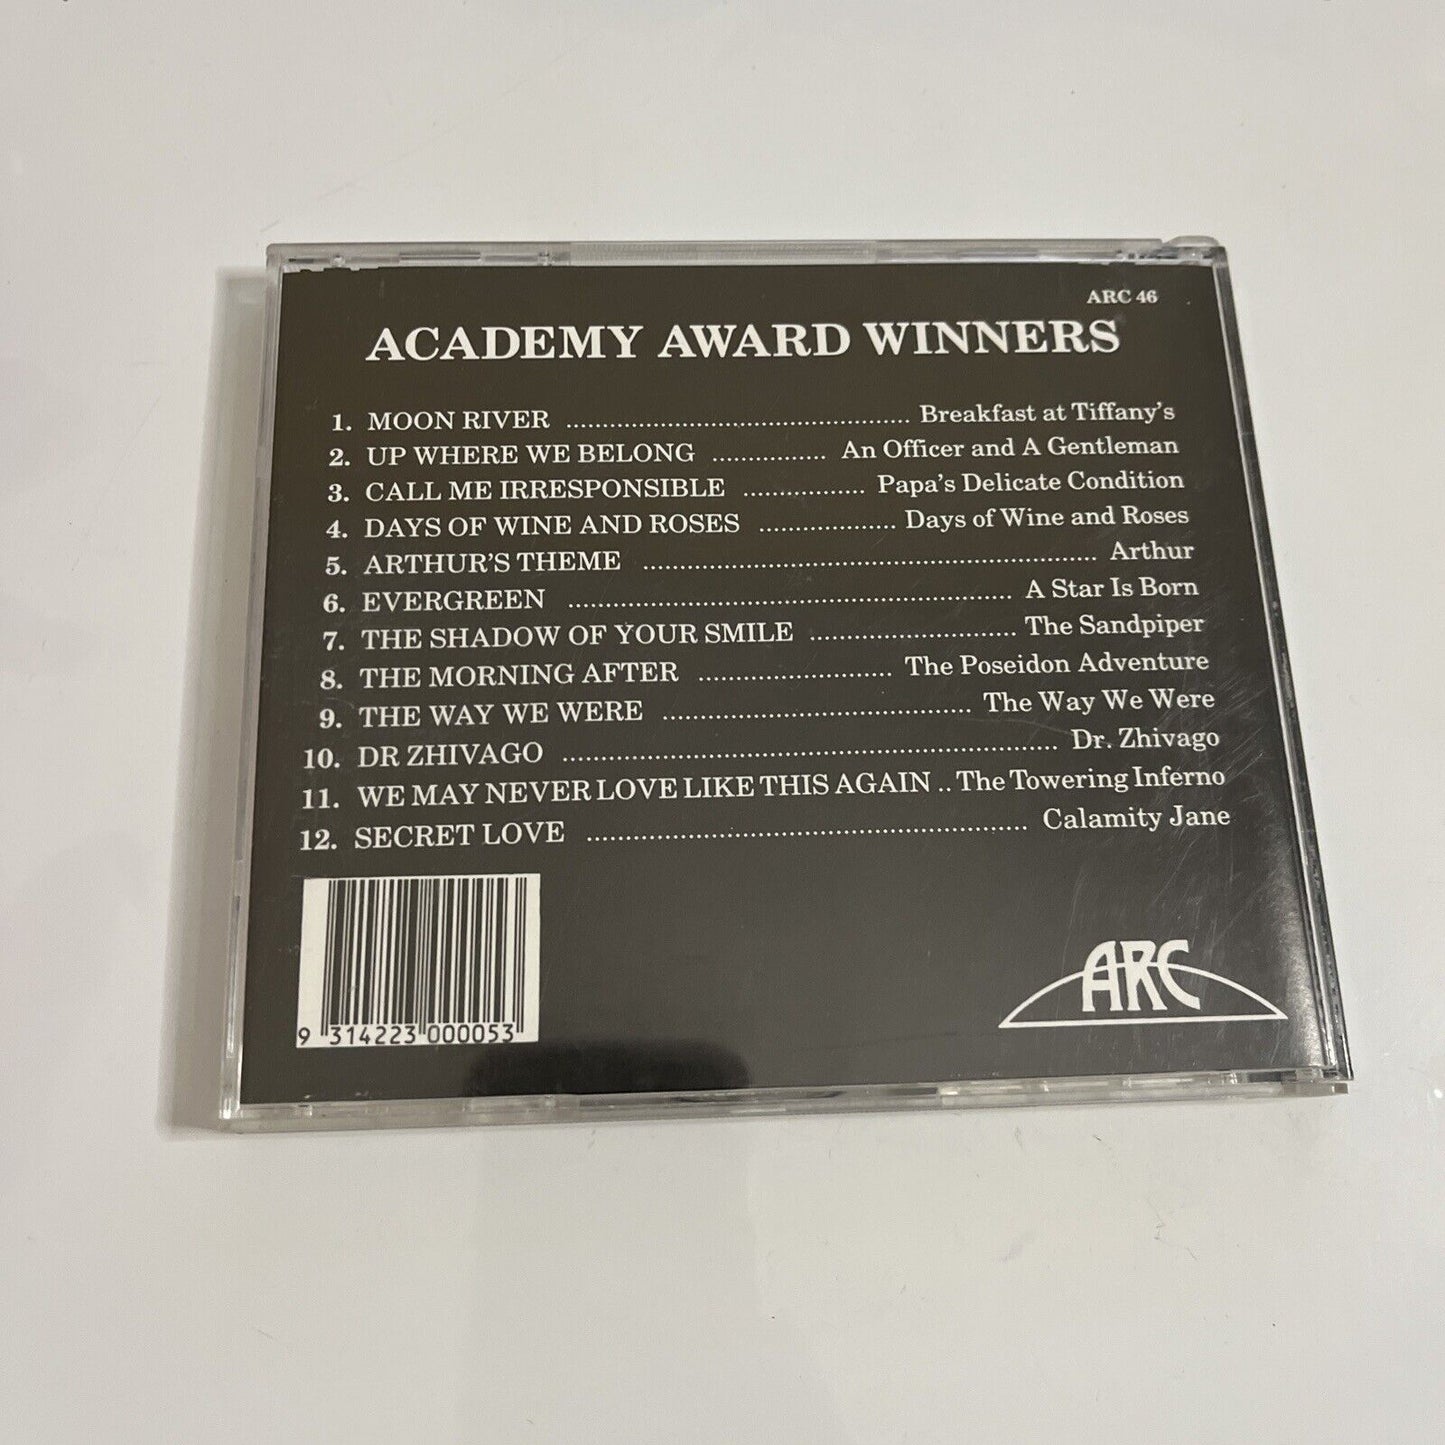 ARC 46
ACADEMY AWARD WINNERS
1. MOON RIVER .............................................. Breakfast at Tiffany's
2. UP WHERE WE BELONG ................ An Officer and A Gentleman
3. CALL ME IRRESPONSIBLE ................. Papa's Delicate Condition
4. DAYS OF WINE AND ROSES ................... Days of Wine and Roses
5. ARTHUR'S THEME ............................................................. Arthur
6. EVERGREEN ............................................................ A Star Is Born
7. THE SHADOW OF YOUR SMILE ............................ The Sandpiper
8. THE MORNING AFTER .......................... The Poseidon Adventure
9. THE WAY WE WERE .......................................... The Way We Were
10. DR ZHIVAGO ................................................................... Dr. Zhivago
11. WE MAY NEVER LOVE LIKE THIS AGAIN .. The Towering Inferno
12. SECRET LOVE ............................................................ Calamity Jane
ARC
9 314223 000053